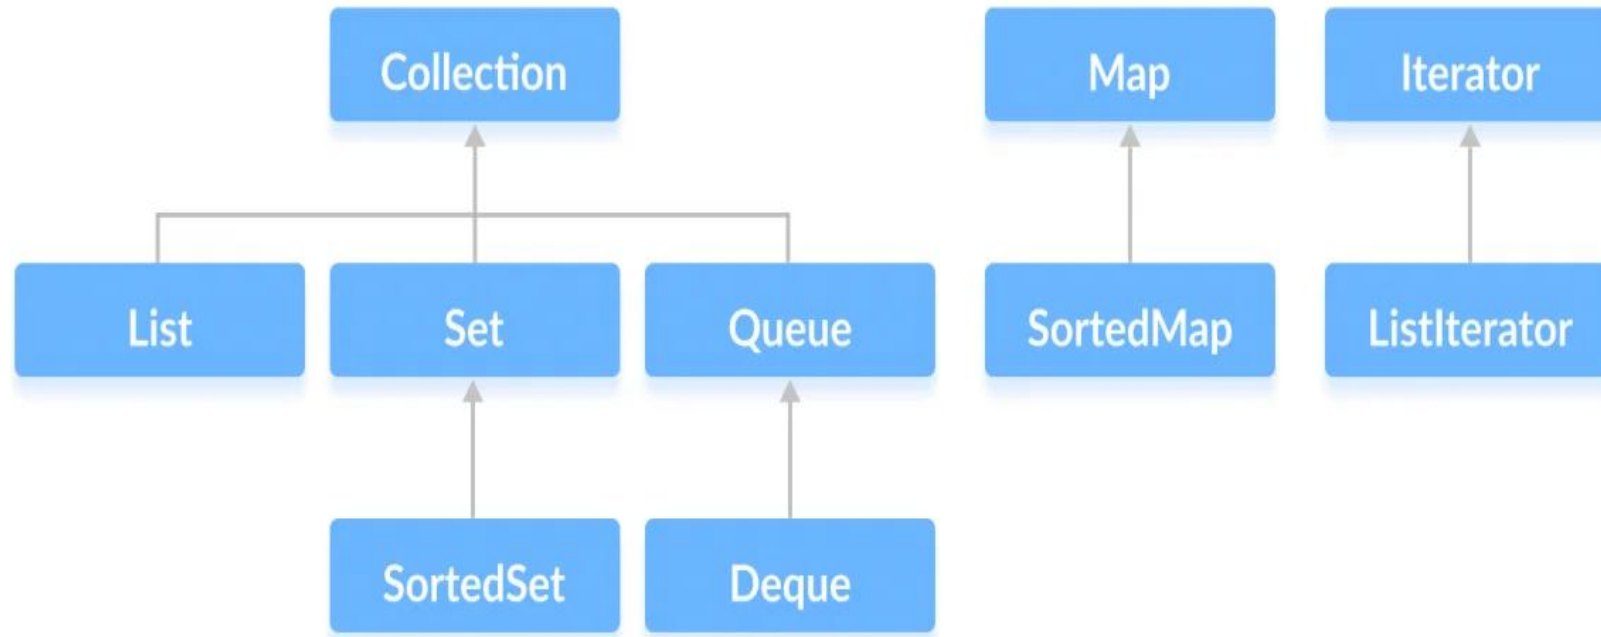 Collection
Map
Iterator
List
Set
Queue
SortedMap
ListIterator
SortedSet
Deque